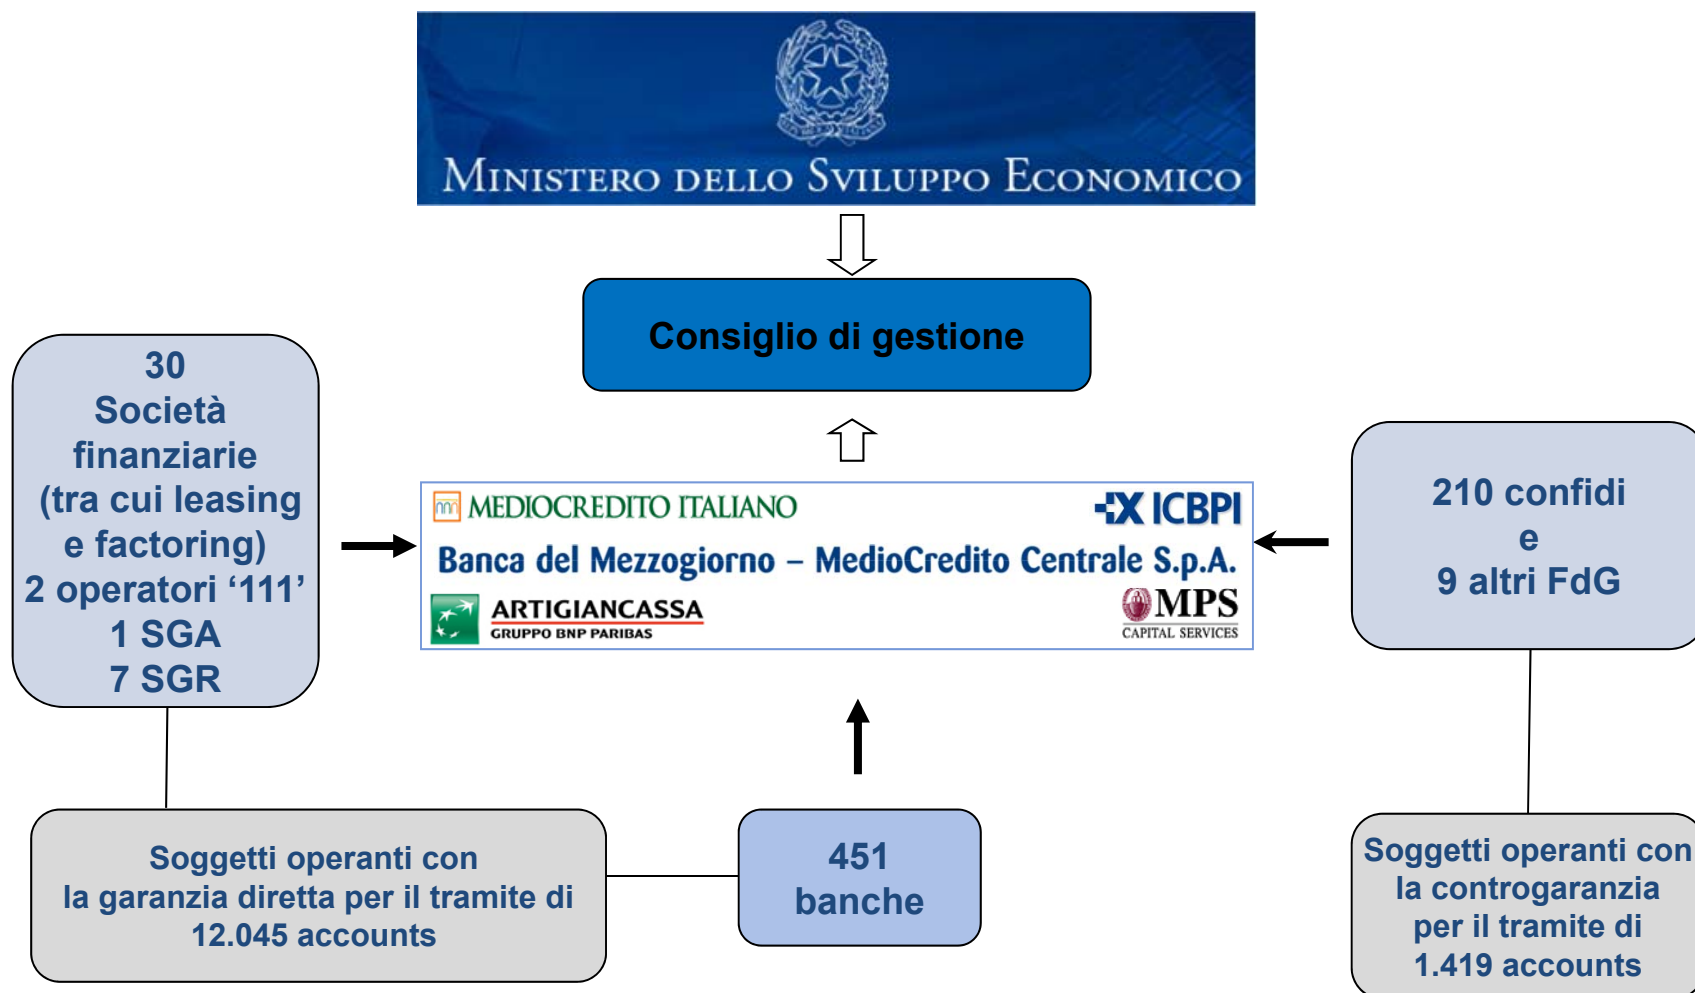 MINISTERO DELLO SVILUPPO ECONOMICO
Consiglio di gestione
30
Società
finanziarie
(tra cui leasing
e factoring)
2 operatori ‘111’
1 SGA
7 SGR
MEDIOCREDITO ITALIANO
ICBPI
Banca del Mezzogiorno – MedioCredito Centrale S.p.A.
ARTIGIANCASSA
GRUPPO BNP PARIBAS
MPS
CAPITAL SERVICES
210 confidi
e
9 altri FdG
Soggetti operanti con
la garanzia diretta per il tramite di
12.045 accounts
451
banche
Soggetti operanti con
la controgaranzia
per il tramite di
1.419 accounts